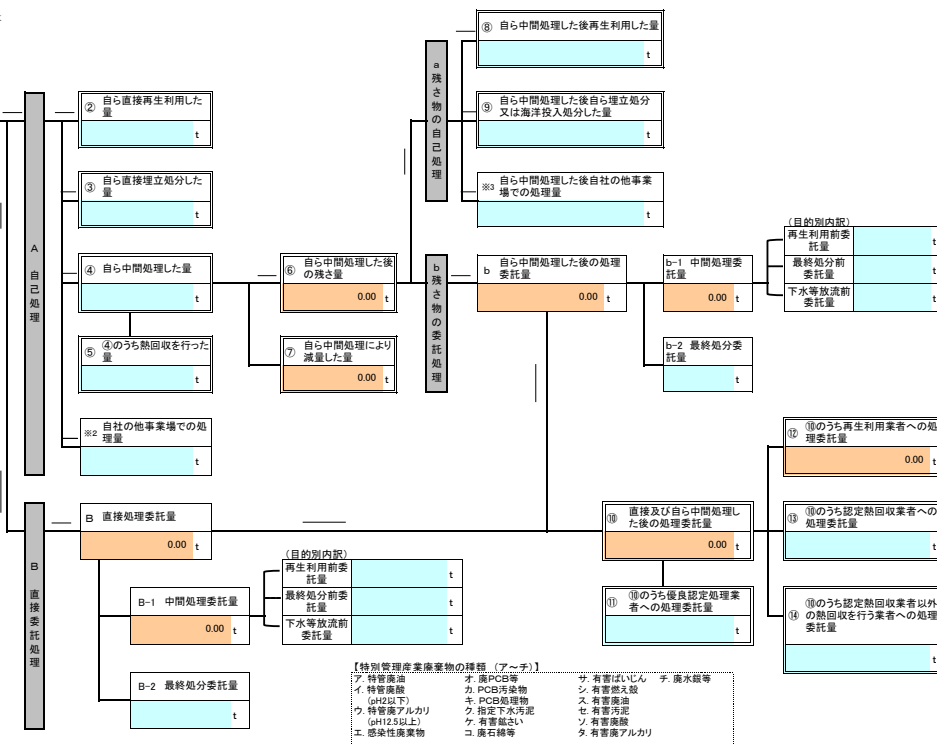 ⑧ 自ら中間処理した後再生利用した量
t
a
残さ物の自己処理
② 自ら直接再生利用した
量
t
⑨ 自ら中間処理した後自ら埋立処分
又は海洋投入処分した量
t
③ 自ら直接埋立処分した
量
t
※3 自ら中間処理した後自社の他事業
場での処理量
t
(目的別内訳)
再生利用前委
託量
t
最終処分前
委託量
t
下水等放流前
委託量
t
A
自己処理
④ 自ら中間処理した量
t
⑥ 自ら中間処理した後
の残さ量
0.00 t
b
残さ物の委託処理
b 自ら中間処理した後の処理
委託量
0.00 t
b-1 中間処理委
託量
0.00 t
⑤ ④のうち熱回収を行った
量
t
⑦ 自ら中間処理により
減量した量
0.00 t
b-2 最終処分委
託量
t
※2 自社の他事業場での処
理量
t
⑫ ⑩のうち再生利用業者への処
理委託量
0.00 t
B
直接委託処理
B 直接処理委託量
0.00 t
⑩ 直接及び自ら中間処理し
た後の処理委託量
0.00 t
⑬ ⑩のうち認定熱回収業者への
処理委託量
t
(目的別内訳)
再生利用前委
託量
t
最終処分前委
託量
t
下水等放流前
委託量
t
B-1 中間処理委託量
0.00 t
⑪ ⑩のうち優良認定処理業
者への処理委託量
t
⑭ ⑩のうち認定熱回収業者以外
の熱回収を行う業者への処理
委託量
t
B-2 最終処分委託量
t
【特別管理産業廃棄物の種類 (ア～チ)】
ア. 特管廃油 オ. 廃PCB等 サ. 有害ばいじん チ. 廃水銀等
イ. 特管廃酸 カ. PCB汚染物 シ. 有害燃え殻
(pH2以下) キ. PCB処理物 ス. 有害廃油
ウ. 特管廃アルカリ ク. 指定下水汚泥 セ. 有害汚泥
(pH12.5以上) ケ. 有害鉱さい ソ. 有害廃酸
エ. 感染性廃棄物 コ. 廃石綿等 タ. 有害廃アルカリ